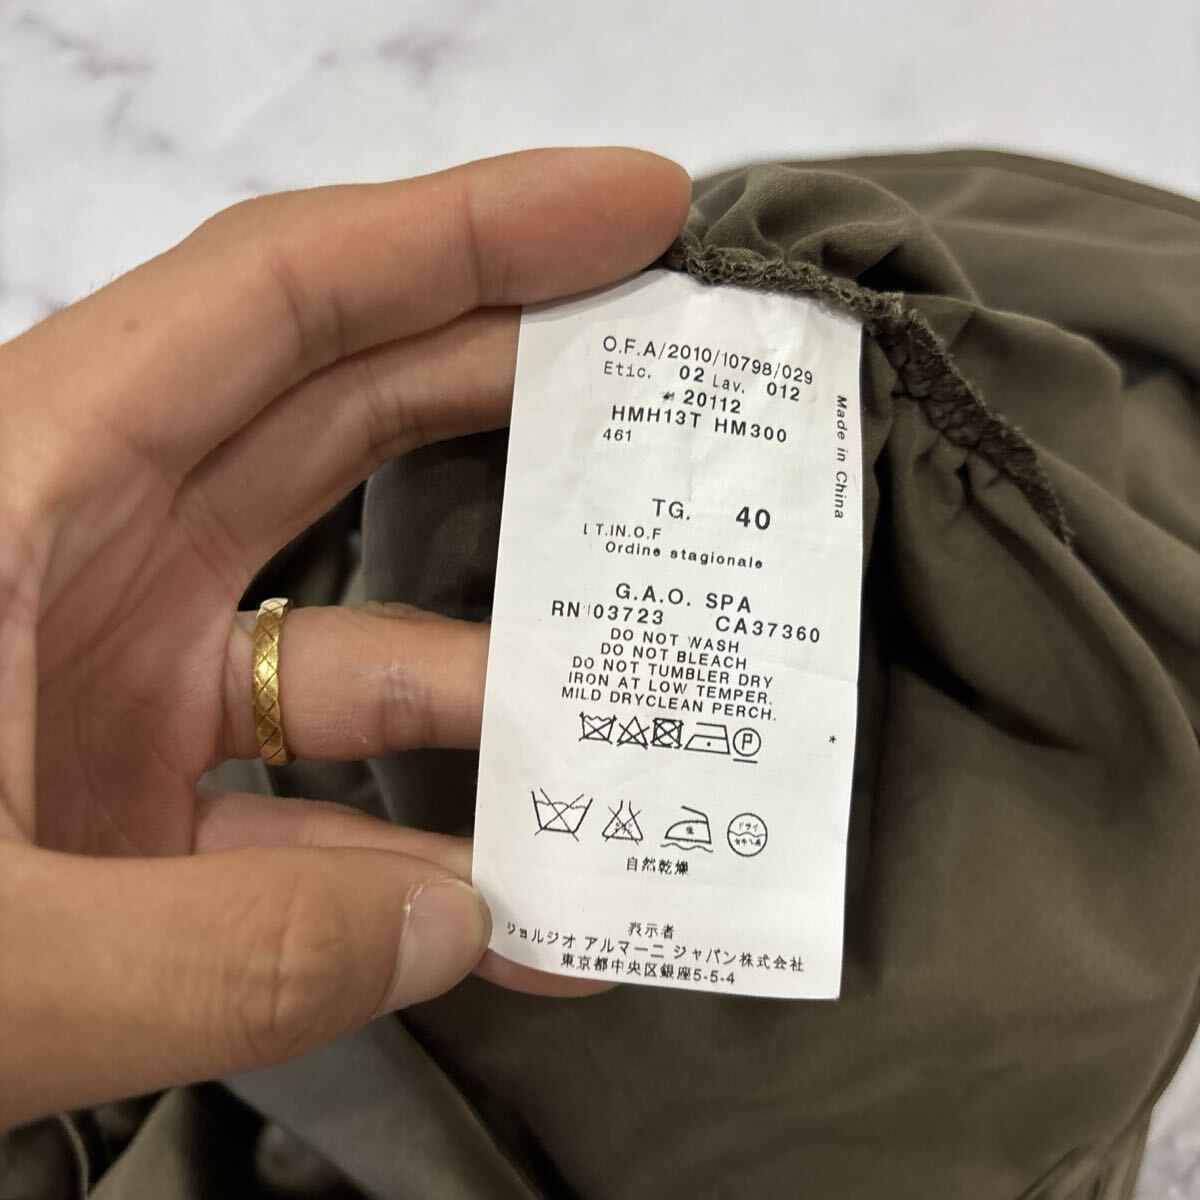 O.F.A/2010/10798/029
Etic. 02 Lav. 012
20112
HMH13T HM300
461
Made in China
TG. 40
T.IN.O.F
Ordine stagionale
G.A.O. SPA
RN 03723 CA37360
DO NOT WASH
DO NOT BLEACH
DO NOT TUMBLER DRY
IRON AT LOW TEMPER.
MILD DRYCLEAN PERCH.
P
*
低
ドライ
自然乾燥
表示者
ジョルジオ アルマーニ ジャパン株式会社
東京都中央区銀座5-5-4